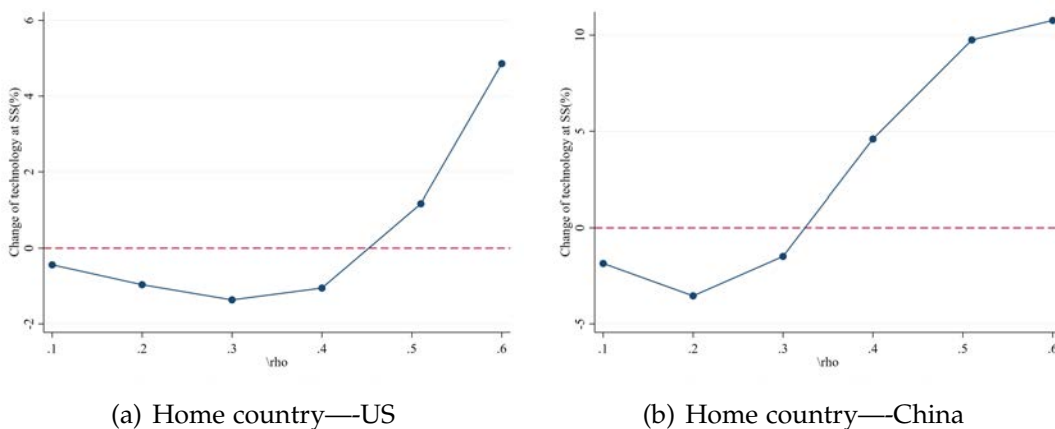 Change of technology at SS(%)
6
4
2
0
-2
.1 .2 .3 .4 .5 .6
\rho
(a) Home country—-US
Change of technology at SS(%)
10
5
0
-5
.1 .2 .3 .4 .5 .6
\rho
(b) Home country—-China